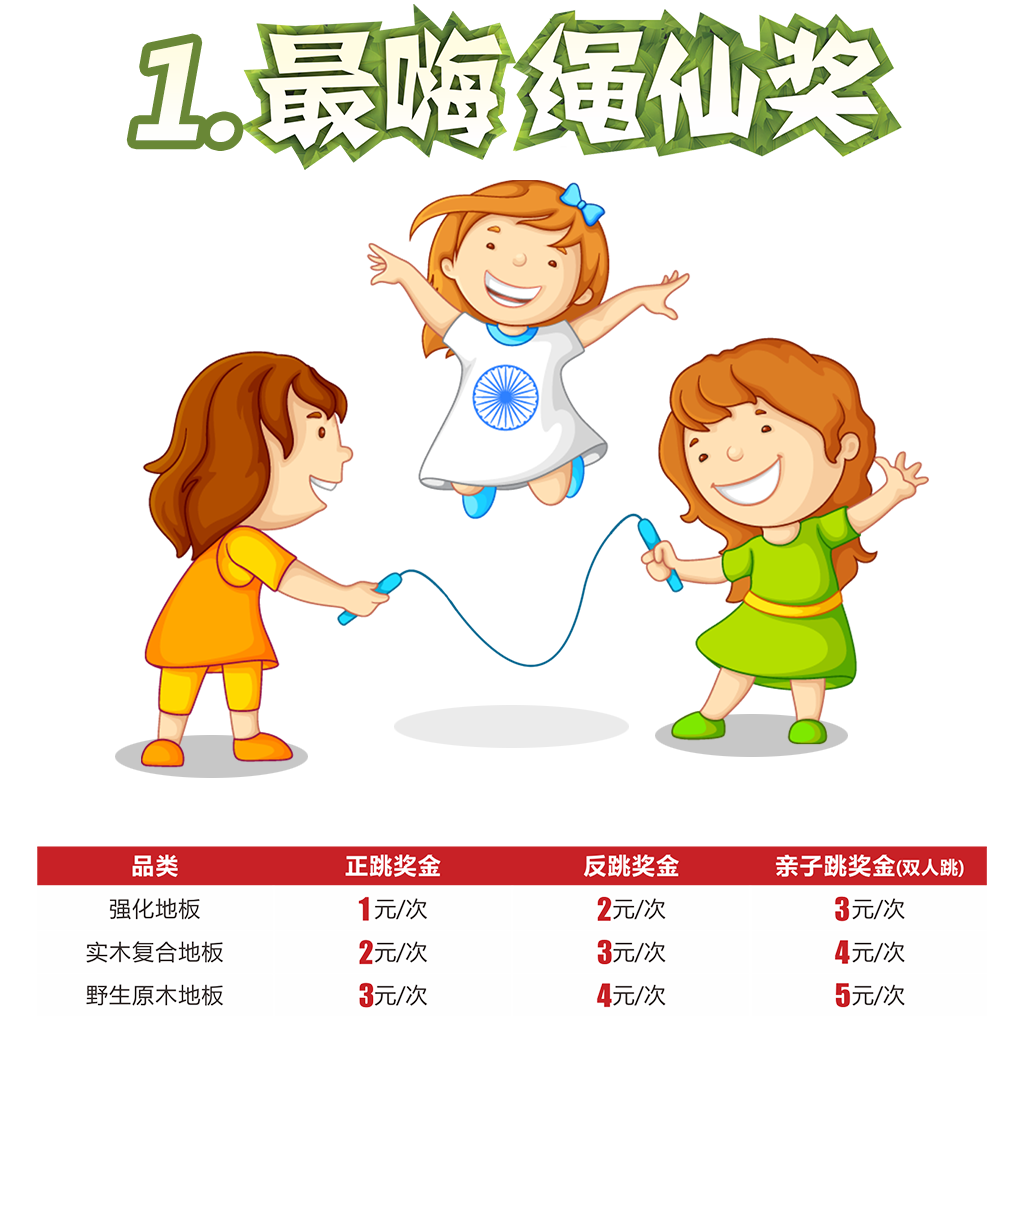 1.最嗨 绳仙奖
品类 正跳奖金 反跳奖金 亲子跳奖金(双人跳)
强化地板 1元/次 2元/次 3元/次
实木复合地板 2元/次 3元/次 4元/次
野生原木地板 3元/次 4元/次 5元/次